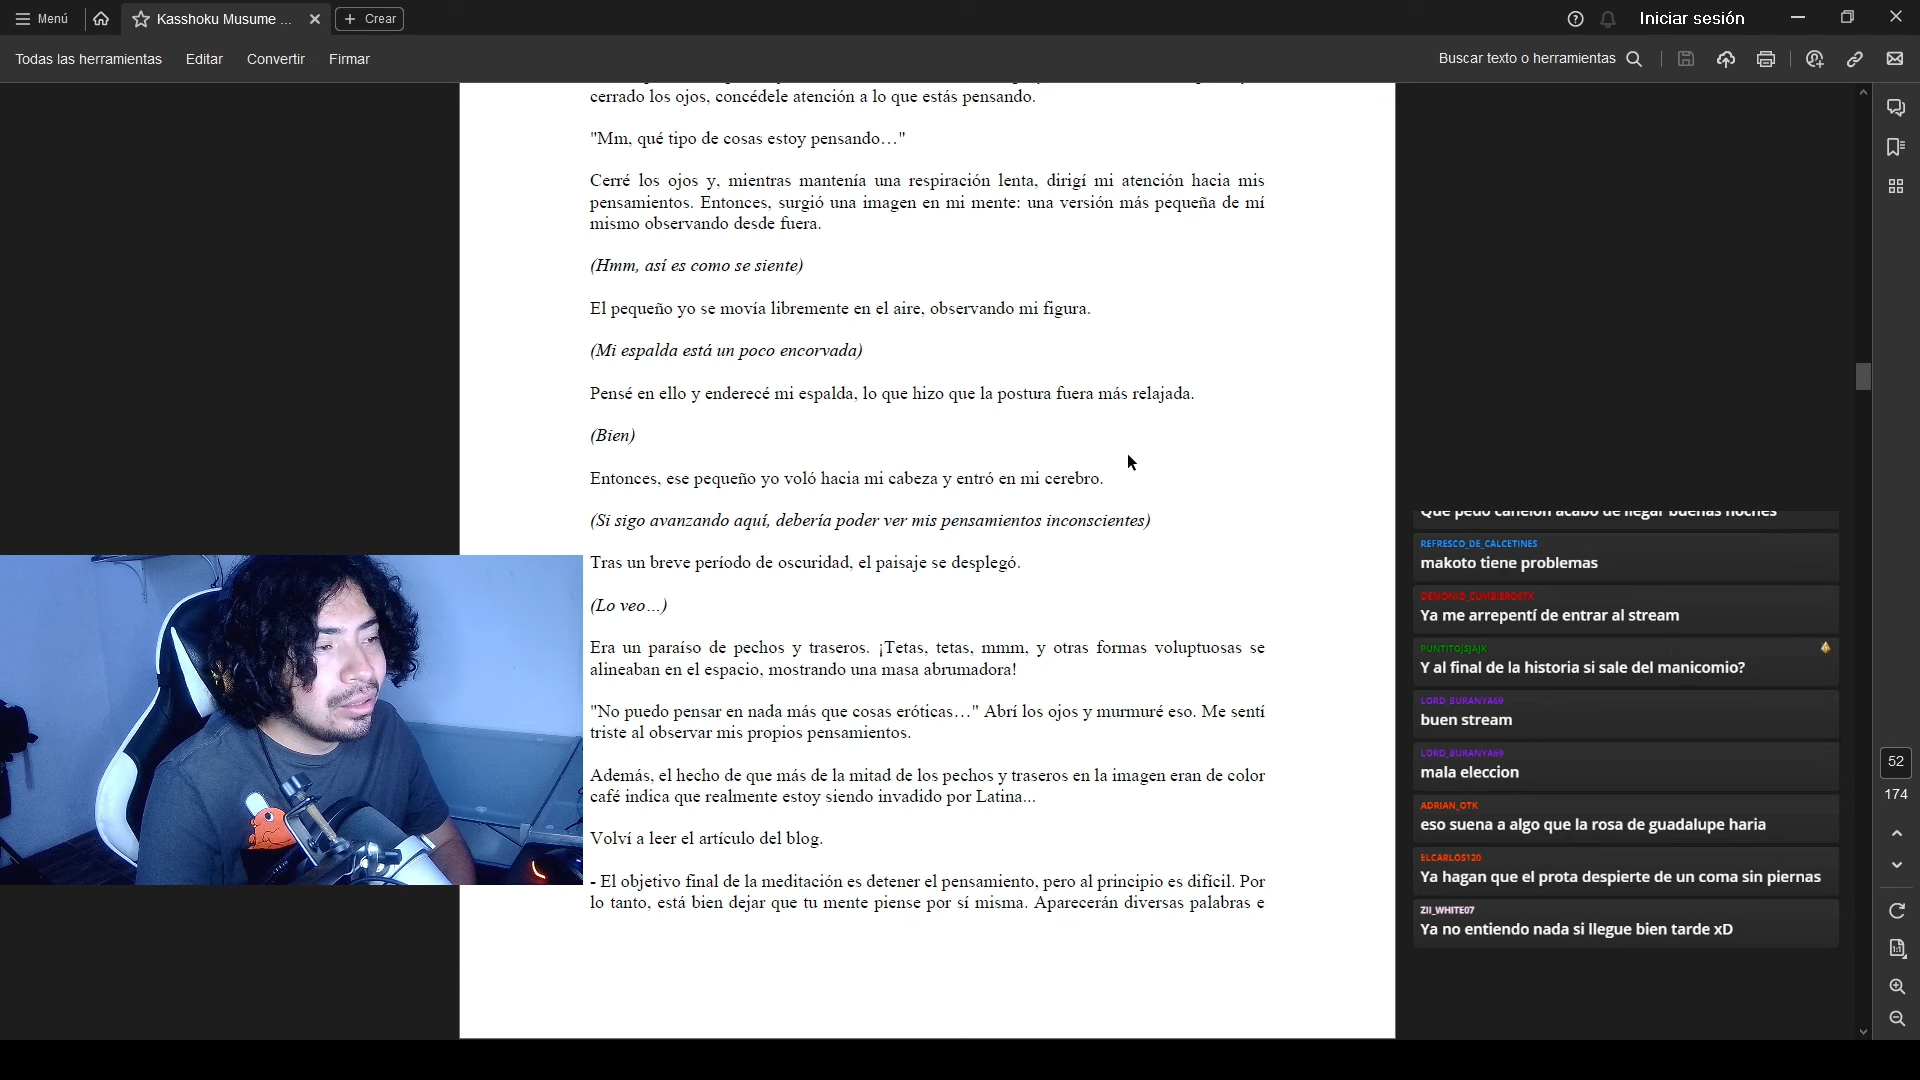 Menú
Kasshoku Musume ...
Crear
Iniciar sesión
Todas las herramientas
Editar
Convertir
Firmar
Buscar texto o herramientas
cerrado los ojos, concédele atención a lo que estás pensando.
"Mm, qué tipo de cosas estoy pensando…"
Cerré los ojos y, mientras mantenía una respiración lenta, dirigí mi atención hacia mis
pensamientos. Entonces, surgió una imagen en mi mente: una versión más pequeña de mí
mismo observando desde fuera.
(Hmm, así es como se siente)
El pequeño yo se movía libremente en el aire, observando mi figura.
(Mi espalda está un poco encorvada)
Pensé en ello y enderecé mi espalda, lo que hizo que la postura fuera más relajada.
(Bien)
Entonces, ese pequeño yo voló hacia mi cabeza y entró en mi cerebro.
(Si sigo avanzando aquí, debería poder ver mis pensamientos inconscientes)
Tras un breve período de oscuridad, el paisaje se desplegó.
(Lo veo…)
Era un paraíso de pechos y traseros. ¡Tetas, tetas, mmm, y otras formas voluptuosas se
alineaban en el espacio, mostrando una masa abrumadora!
"No puedo pensar en nada más que cosas eróticas…" Abrí los ojos y murmuré eso. Me sentí
triste al observar mis propios pensamientos.
Además, el hecho de que más de la mitad de los pechos y traseros en la imagen eran de color
café indica que realmente estoy siendo invadido por Latina...
Volví a leer el artículo del blog.
- El objetivo final de la meditación es detener el pensamiento, pero al principio es difícil. Por
lo tanto, está bien dejar que tu mente piense por sí misma. Aparecerán diversas palabras e
Que pedo canelon acabo de llegar buenas noches
REFRESCO_DE_CALCETINES
makoto tiene problemas
DEMONIO_CUMBIEROGTX
Ya me arrepentí de entrar al stream
PUNTITOJSJAJK
Y al final de la historia si sale del manicomio?
LORD_BURANYA69
buen stream
LORD_BURANYA69
mala eleccion
ADRIAN_OTK
eso suena a algo que la rosa de guadalupe haria
ELCARLOS120
Ya hagan que el prota despierte de un coma sin piernas
ZII_WHITE07
Ya no entiendo nada si llegue bien tarde xD
52
174